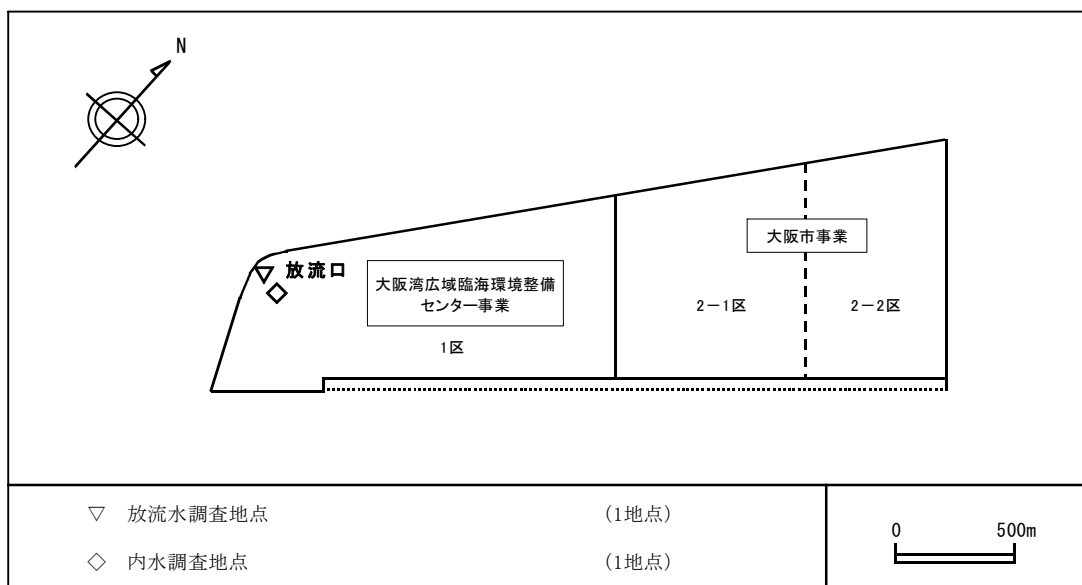 N
放流口
大阪湾広域臨海環境整備
センター事業
1区
大阪市事業
2－1区
2－2区
▽ 放流水調査地点 (1地点)
◇ 内水調査地点 (1地点)
0 500m